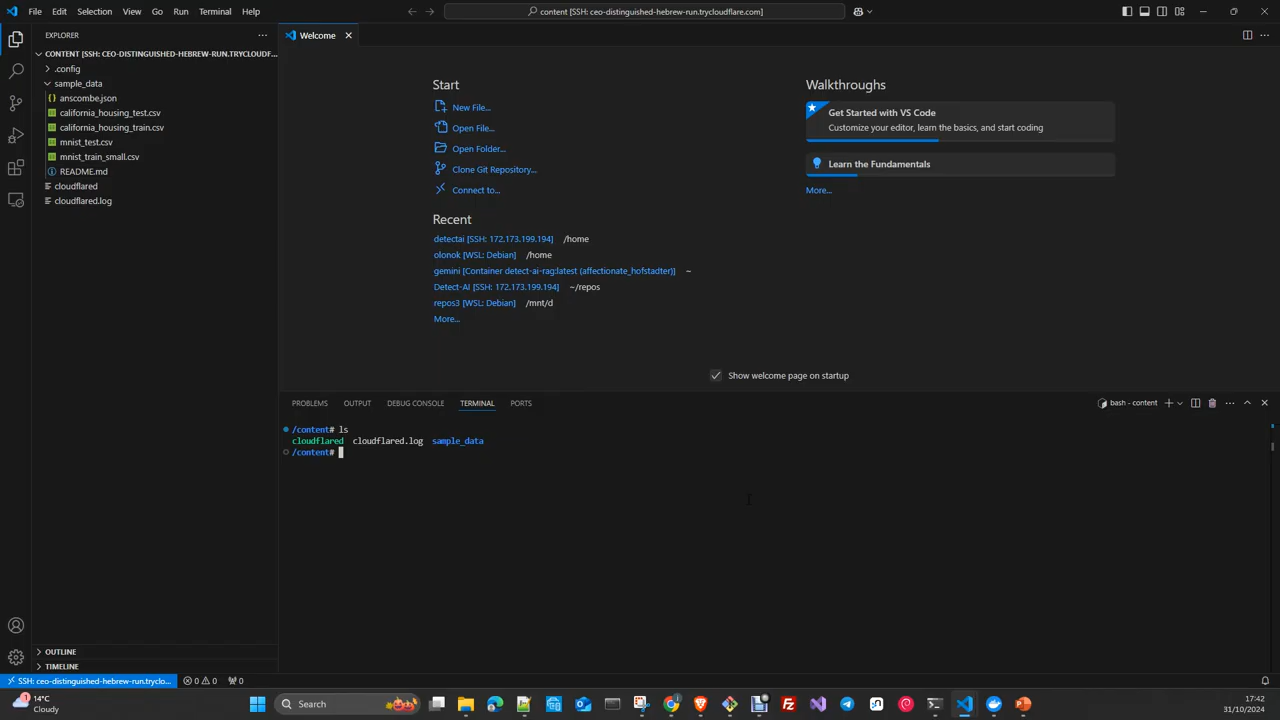 File Edit Selection View Go Run Terminal Help
content [SSH: ceo-distinguished-hebrew-run.trycloudflare.com]
EXPLORER
CONTENT [SSH: CEO-DISTINGUISHED-HEBREW-RUN.TRYCLOUDF...
.config
sample_data
anscombe.json
california_housing_test.csv
california_housing_train.csv
mnist_test.csv
mnist_train_small.csv
README.md
cloudflared
cloudflared.log
OUTLINE
TIMELINE
Welcome
Start
New File...
Open File...
Open Folder...
Clone Git Repository...
Connect to...
Recent
detectai [SSH: 172.173.199.194] /home
olonok [WSL: Debian] /home
gemini [Container detect-ai-rag:latest (affectionate_hofstadter)] ~
Detect-AI [SSH: 172.173.199.194] ~/repos
repos3 [WSL: Debian] /mnt/d
More...
Walkthroughs
Get Started with VS Code
Customize your editor, learn the basics, and start coding
Learn the Fundamentals
More...
Show welcome page on startup
PROBLEMS OUTPUT DEBUG CONSOLE TERMINAL PORTS
bash - content
/content# ls
cloudflared cloudflared.log sample_data
/content#
SSH: ceo-distinguished-hebrew-run.tryclo... 0 0 0
1
14°C
Cloudy
Search
17:42
31/10/2024